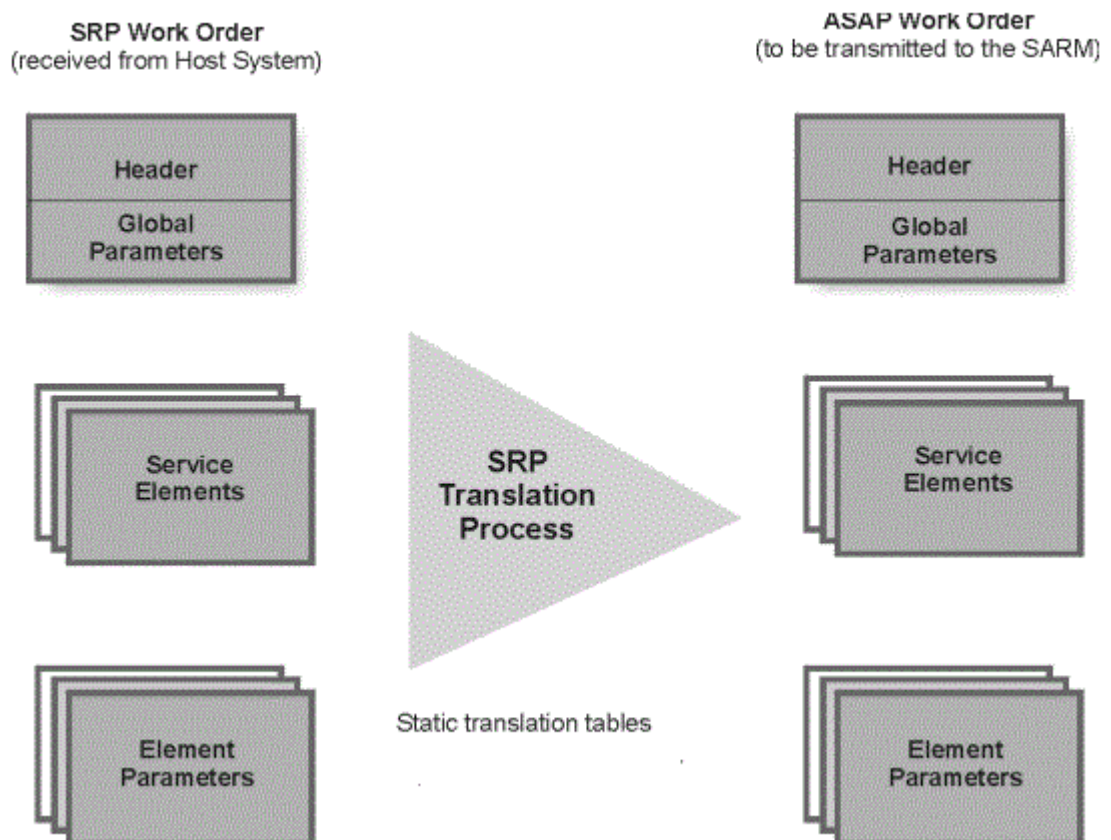 SRP Work Order
(received from Host System)
ASAP Work Order
(to be transmitted to the SARM)
Header
Global
Parameters
Header
Global
Parameters
Service
Elements
SRP
Translation
Process
Service
Elements
Static translation tables
Element
Parameters
Element
Parameters